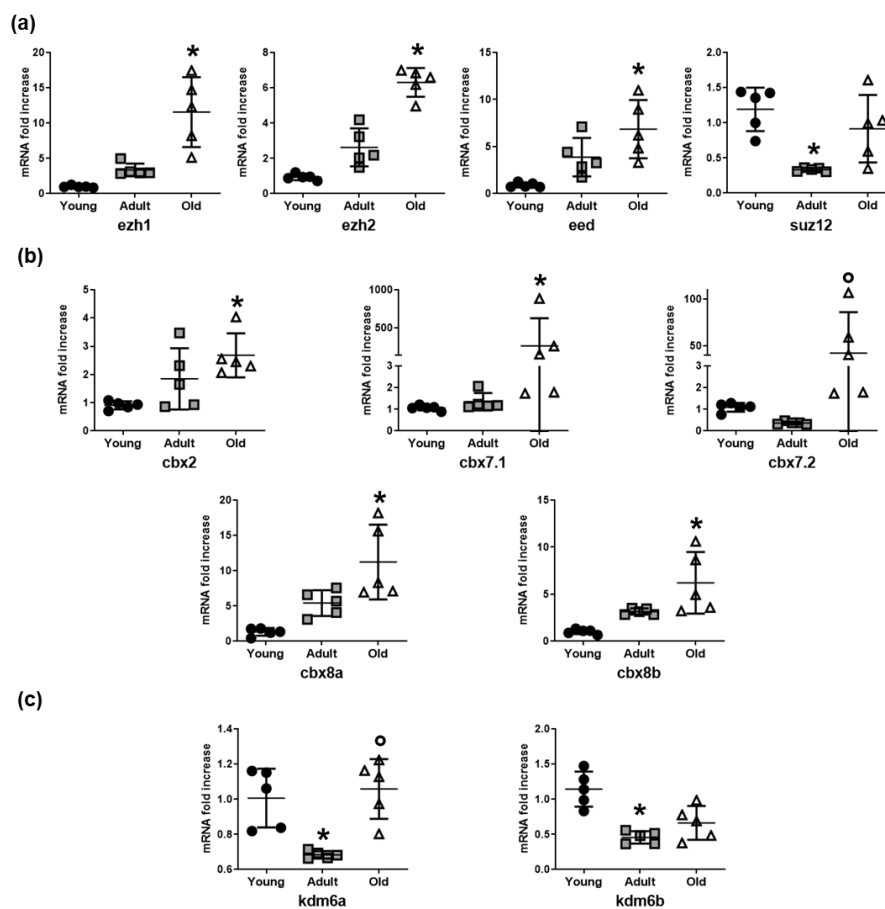 (a)
mRNA fold increase
20
15
10
5
0
Young Adult Old
ezh1
*
mRNA fold increase
8
6
4
2
0
Young Adult Old
ezh2
*
mRNA fold increase
15
10
5
0
Young Adult Old
eed
*
mRNA fold increase
2.0
1.5
1.0
0.5
0.0
Young Adult Old
suz12
*
(b)
mRNA fold increase
5
4
3
2
1
0
Young Adult Old
cbx2
*
mRNA fold increase
1000
500
3
2
1
0
Young Adult Old
cbx7.1
*
mRNA fold increase
100
50
3
2
1
0
Young Adult Old
cbx7.2
mRNA fold increase
20
15
10
5
0
Young Adult Old
cbx8a
*
mRNA fold increase
15
10
5
0
Young Adult Old
cbx8b
*
(c)
mRNA fold increase
1.4
1.2
1.0
0.8
0.6
Young Adult Old
kdm6a
*
mRNA fold increase
2.0
1.5
1.0
0.5
0.0
Young Adult Old
kdm6b
*